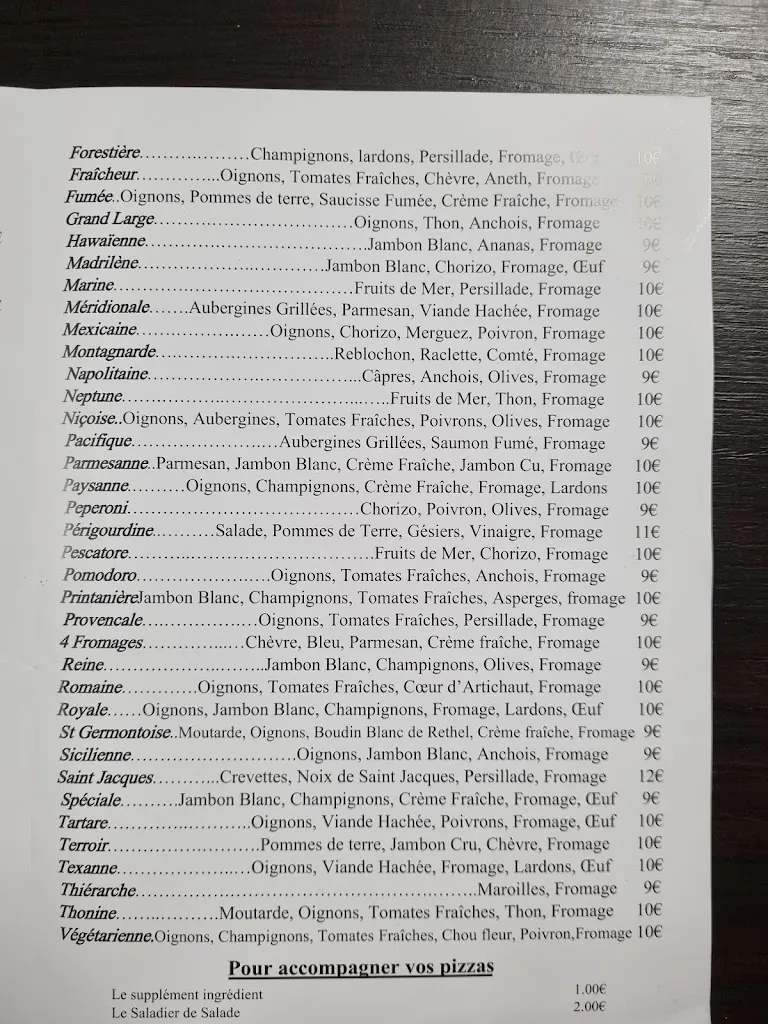 Forestière...................Champignons, lardons, Persillade, Fromage, 10€
Fraîcheur...............Oignons, Tomates Fraîches, Chèvre, Aneth, Fromage
Fumée..Oignons, Pommes de terre, Saucisse Fumée, Crème Fraîche, Fromage 10€
Grand Large....................................Oignons, Thon, Anchois, Fromage
Hawaïenne........................................Jambon Blanc, Ananas, Fromage 9€
Madrilène.................................Jambon Blanc, Chorizo, Fromage, Œuf 9€
Marine...........................................Fruits de Mer, Persillade, Fromage 10€
Méridionale.......Aubergines Grillées, Parmesan, Viande Hachée, Fromage 10€
Mexicaine........................Oignons, Chorizo, Merguez, Poivron, Fromage 10€
Montagnarde................................Reblochon, Raclette, Comté, Fromage 10€
Napolitaine.......................................Câpres, Anchois, Olives, Fromage 9€
Neptune................................................Fruits de Mer, Thon, Fromage 10€
Niçoise..Oignons, Aubergines, Tomates Fraîches, Poivrons, Olives, Fromage 10€
Pacifique...........................Aubergines Grillées, Saumon Fumé, Fromage 9€
Parmesanne..Parmesan, Jambon Blanc, Crème Fraîche, Jambon Cu, Fromage 10€
Paysanne..........Oignons, Champignons, Crème Fraîche, Fromage, Lardons 10€
Peperoni..........................................Chorizo, Poivron, Olives, Fromage 9€
Périgourdine...........Salade, Pommes de Terre, Gésiers, Vinaigre, Fromage 11€
Pescatore............................................Fruits de Mer, Chorizo, Fromage 10€
Pomodoro........................Oignons, Tomates Fraîches, Anchois, Fromage 9€
PrintanièreJambon Blanc, Champignons, Tomates Fraîches, Asperges, fromage 10€
Provencale.....................Oignons, Tomates Fraîches, Persillade, Fromage 9€
4 Fromages..................Chèvre, Bleu, Parmesan, Crème fraîche, Fromage 10€
Reine.............................Jambon Blanc, Champignons, Olives, Fromage 9€
Romaine.............Oignons, Tomates Fraîches, Cœur d'Artichaut, Fromage 10€
Royale......Oignons, Jambon Blanc, Champignons, Fromage, Lardons, Œuf 10€
St Germontoise..Moutarde, Oignons, Boudin Blanc de Rethel, Crème fraîche, Fromage 9€
Sicilienne..............................Oignons, Jambon Blanc, Anchois, Fromage 9€
Saint Jacques...........Crevettes, Noix de Saint Jacques, Persillade, Fromage 12€
Spéciale..........Jambon Blanc, Champignons, Crème Fraîche, Fromage, Œuf 9€
Tartare.........................Oignons, Viande Hachée, Poivrons, Fromage, Œuf 10€
Terroir...........................Pommes de terre, Jambon Cru, Chèvre, Fromage 10€
Texanne........................Oignons, Viande Hachée, Fromage, Lardons, Œuf 10€
Thiérarche............................................................Maroilles, Fromage 9€
Thonine..................Moutarde, Oignons, Tomates Fraîches, Thon, Fromage 10€
Végétarienne.Oignons, Champignons, Tomates Fraîches, Chou fleur, Poivron,Fromage 10€
Pour accompagner vos pizzas
Le supplément ingrédient 1.00€
Le Saladier de Salade 2.00€